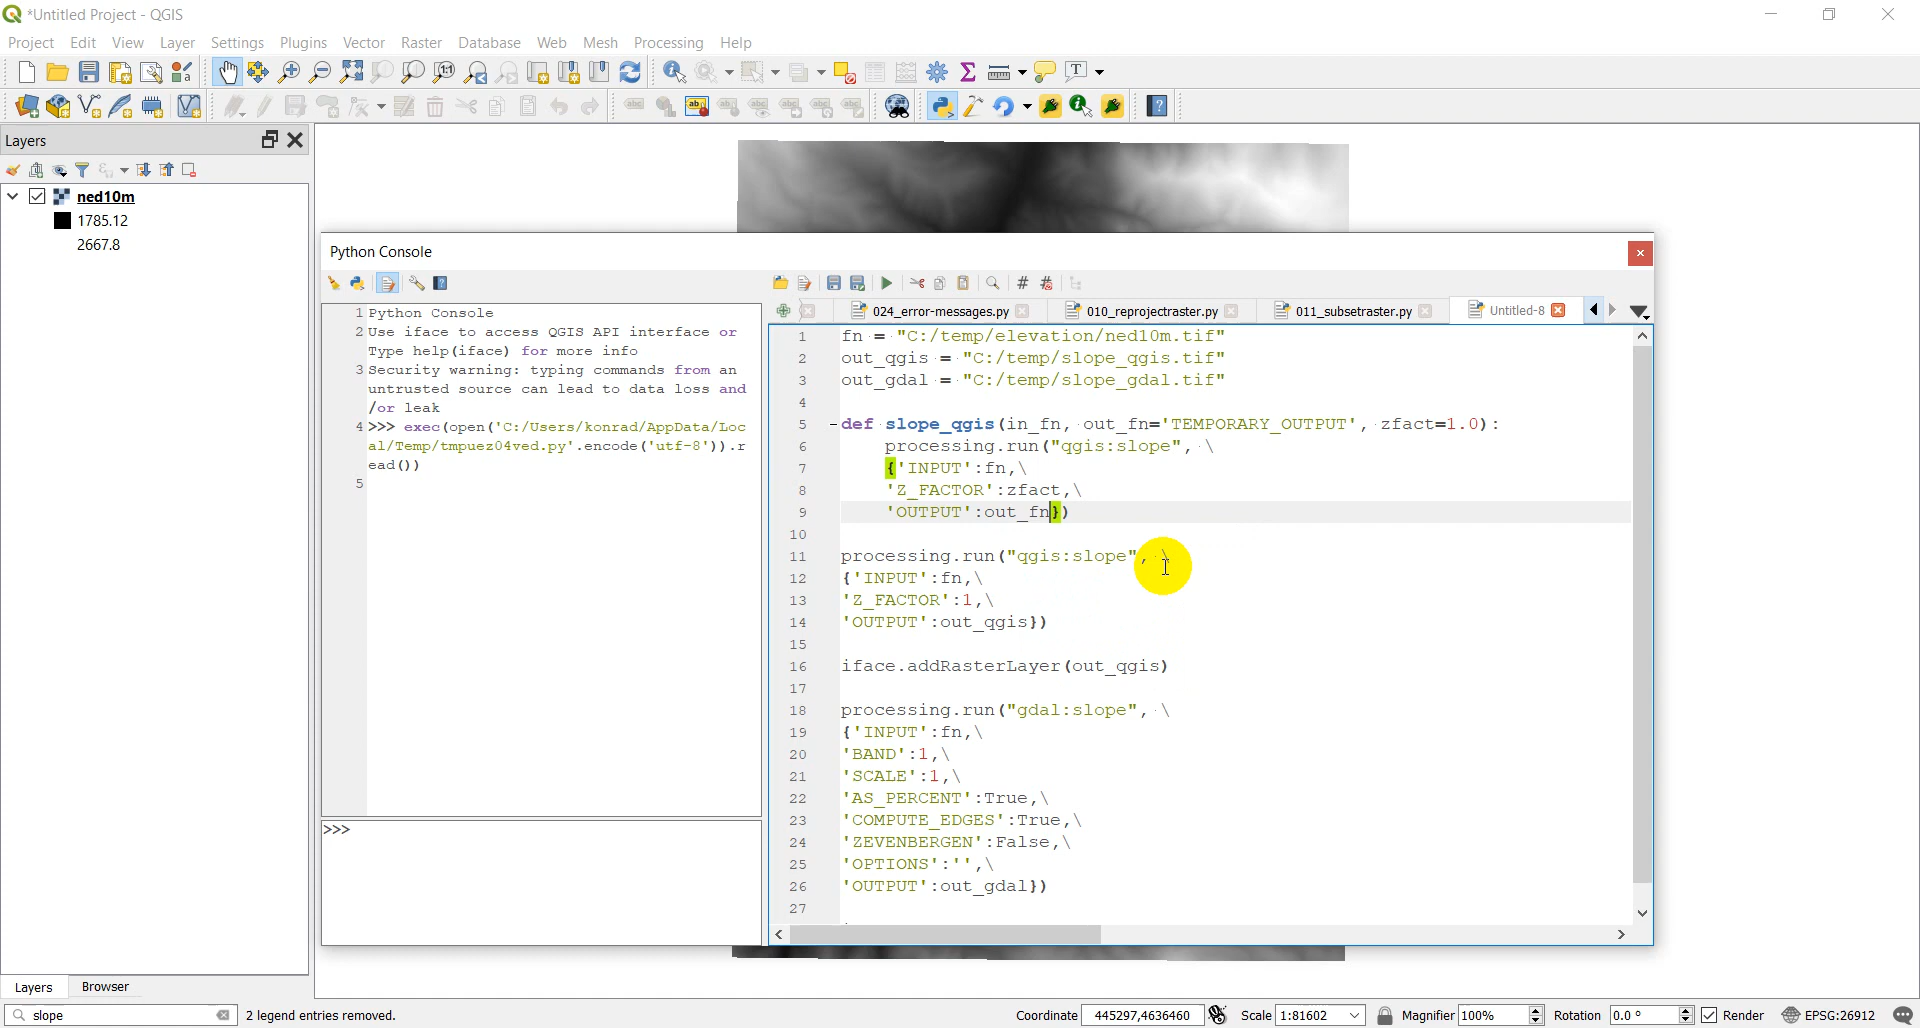 *Untitled Project - QGIS
Project Edit View Layer Settings Plugins Vector Raster Database Web Mesh Processing Help
Layers
ned10m
1785.12
2667.8
Python Console
024_error-messages.py 010_reprojectraster.py 011_subsetraster.py Untitled-8
1 Python Console
2 Use iface to access QGIS API interface or
Type help(iface) for more info
3 Security warning: typing commands from an
untrusted source can lead to data loss and
/or leak
4 >>> exec(open('C:/Users/konrad/AppData/Loc
al/Temp/tmpuez04ved.py'.encode('utf-8')).r
ead())
5
>>>
1 fn = "C:/temp/elevation/ned10m.tif"
2 out_qgis = "C:/temp/slope_qgis.tif"
3 out_gdal = "C:/temp/slope_gdal.tif"
4
5 def slope_qgis(in_fn, out_fn='TEMPORARY_OUTPUT', zfact=1.0):
6 processing.run("qgis:slope", \
7 {'INPUT':fn,\
8 'Z_FACTOR':zfact,\
9 'OUTPUT':out_fn})
10
11 processing.run("qgis:slope", \
12 {'INPUT':fn,\
13 'Z_FACTOR':1,\
14 'OUTPUT':out_qgis})
15
16 iface.addRasterLayer(out_qgis)
17
18 processing.run("gdal:slope", \
19 {'INPUT':fn,\
20 'BAND':1,\
21 'SCALE':1,\
22 'AS_PERCENT':True,\
23 'COMPUTE_EDGES':True,\
24 'ZEVENBERGEN':False,\
25 'OPTIONS':'',\
26 'OUTPUT':out_gdal})
27
Layers Browser
slope 2 legend entries removed. Coordinate 445297,4636460 Scale 1:81602 Magnifier 100% Rotation 0.0 ° Render EPSG:26912